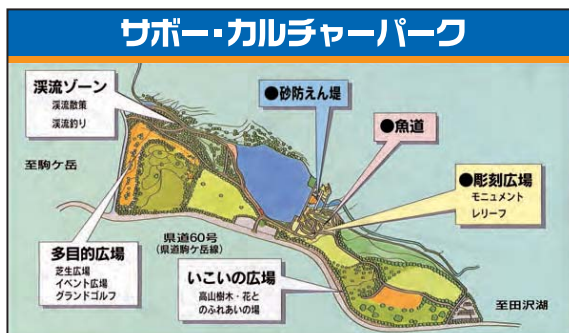 サボー・カルチャーパーク
渓流ゾーン
渓流散策
渓流釣り
●砂防えん堤
●魚道
至駒ケ岳
●彫刻広場
モニュメント
レリーフ
多目的広場
芝生広場
イベント広場
グランドゴルフ
県道60号
(県道駒ケ岳線)
いこいの広場
高山樹木・花と
のふれあいの場
至田沢湖